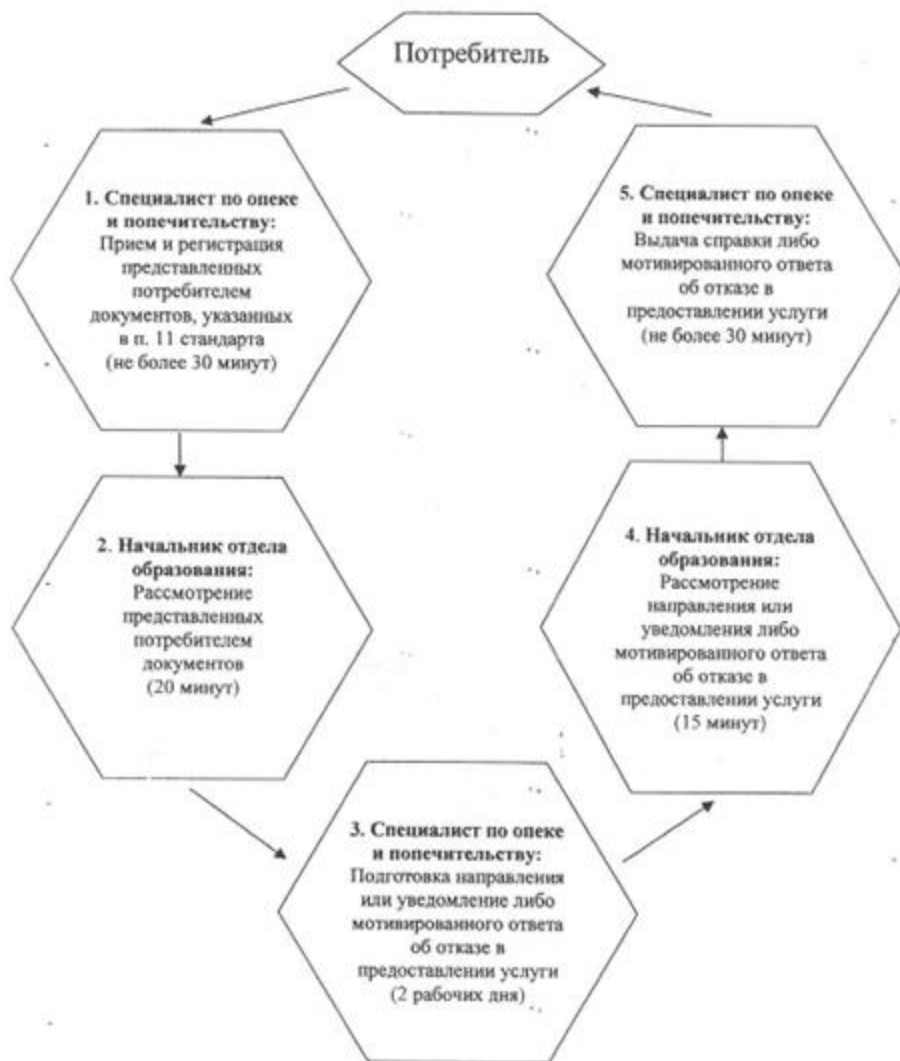 Потребитель
1. Специалист по опеке
и попечительству:
Прием и регистрация
представленных
потребителем
документов, указанных
в п. 11 стандарта
(не более 30 минут)
2. Начальник отдела
образования:
Рассмотрение
представленных
потребителем
документов
(20 минут)
3. Специалист по опеке
и попечительству:
Подготовка направления
или уведомление либо
мотивированного ответа
об отказе в
предоставлении услуги
(2 рабочих дня)
4. Начальник отдела
образования:
Рассмотрение
направления или
уведомления либо
мотивированного ответа
об отказе в
предоставлении услуги
(15 минут)
5. Специалист по опеке
и попечительству:
Выдача справки либо
мотивированного ответа
об отказе в
предоставлении услуги
(не более 30 минут)